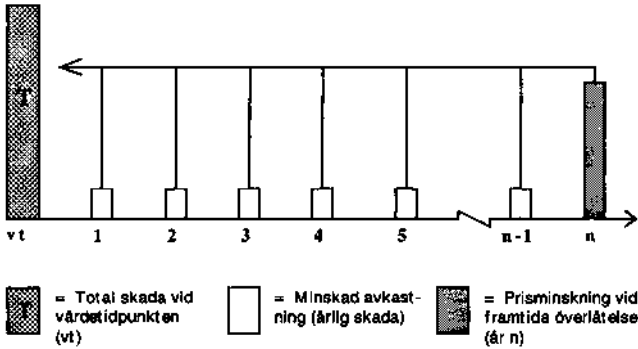 T
vt 1 2 3 4 5 n-1 n
T = Total skada vid
värdetidpunkten
(vt)
= Minskad avkast-
ning (årlig skada)
= Prisminskning vid
framtida överlåtelse
(år n)